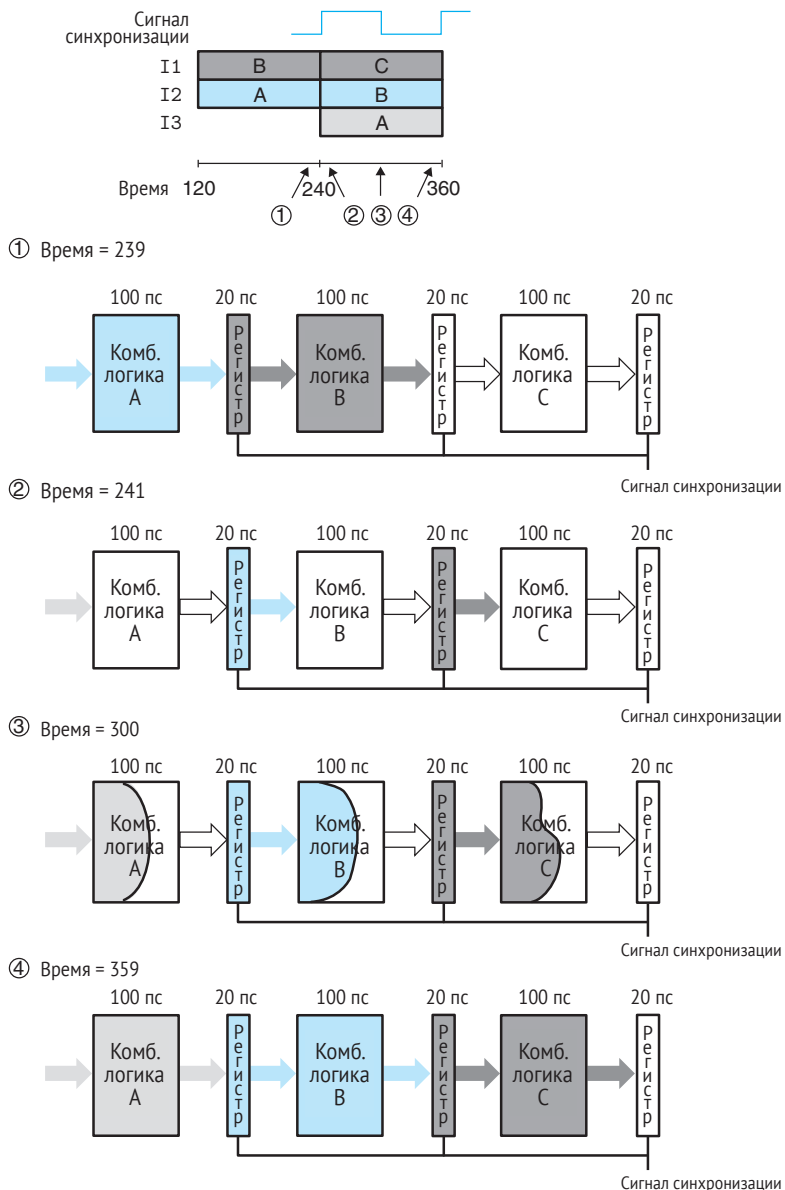 Сигнал
синхронизации
I1 B C
I2 A B
I3 A
Время 120 240 360
① ② ③ ④
① Время = 239
100 пс 20 пс 100 пс 20 пс 100 пс 20 пс
Комб. логика A Регистр Комб. логика B Регистр Комб. логика C Регистр
Сигнал синхронизации
② Время = 241
100 пс 20 пс 100 пс 20 пс 100 пс 20 пс
Комб. логика A Регистр Комб. логика B Регистр Комб. логика C Регистр
Сигнал синхронизации
③ Время = 300
100 пс 20 пс 100 пс 20 пс 100 пс 20 пс
Комб. логика A Регистр Комб. логика B Регистр Комб. логика C Регистр
Сигнал синхронизации
④ Время = 359
100 пс 20 пс 100 пс 20 пс 100 пс 20 пс
Комб. логика A Регистр Комб. логика B Регистр Комб. логика C Регистр
Сигнал синхронизации